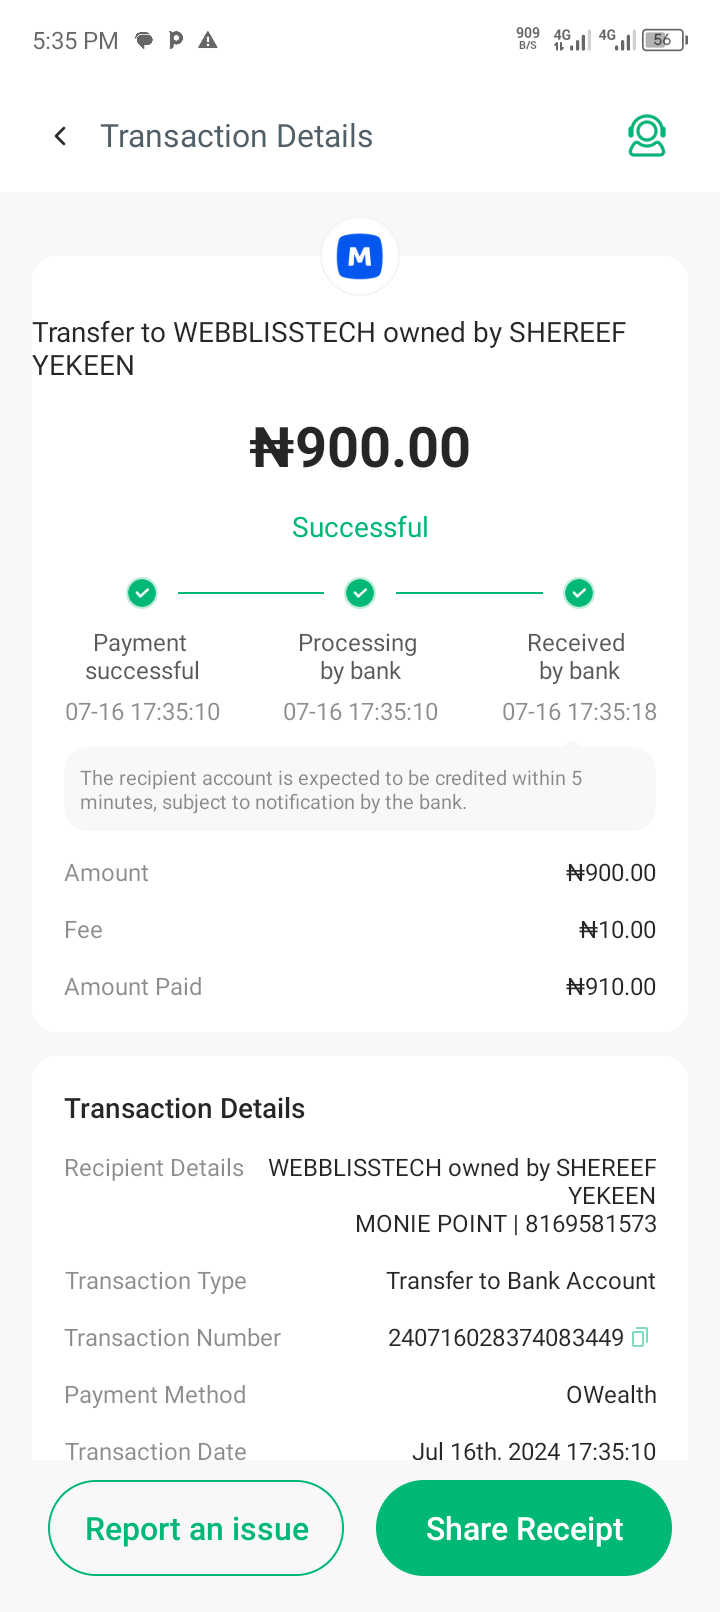 5:35 PM
909
B/S
4G
4G
56
Transaction Details
M
Transfer to WEBBLISSTECH owned by SHEREEF
YEKEEN
₦900.00
Successful
Payment
successful
07-16 17:35:10
Processing
by bank
07-16 17:35:10
Received
by bank
07-16 17:35:18
The recipient account is expected to be credited within 5
minutes, subject to notification by the bank.
Amount ₦900.00
Fee ₦10.00
Amount Paid ₦910.00
Transaction Details
Recipient Details WEBBLISSTECH owned by SHEREEF
YEKEEN
MONIE POINT | 8169581573
Transaction Type Transfer to Bank Account
Transaction Number 240716028374083449
Payment Method OWealth
Transaction Date Jul 16th, 2024 17:35:10
Report an issue
Share Receipt